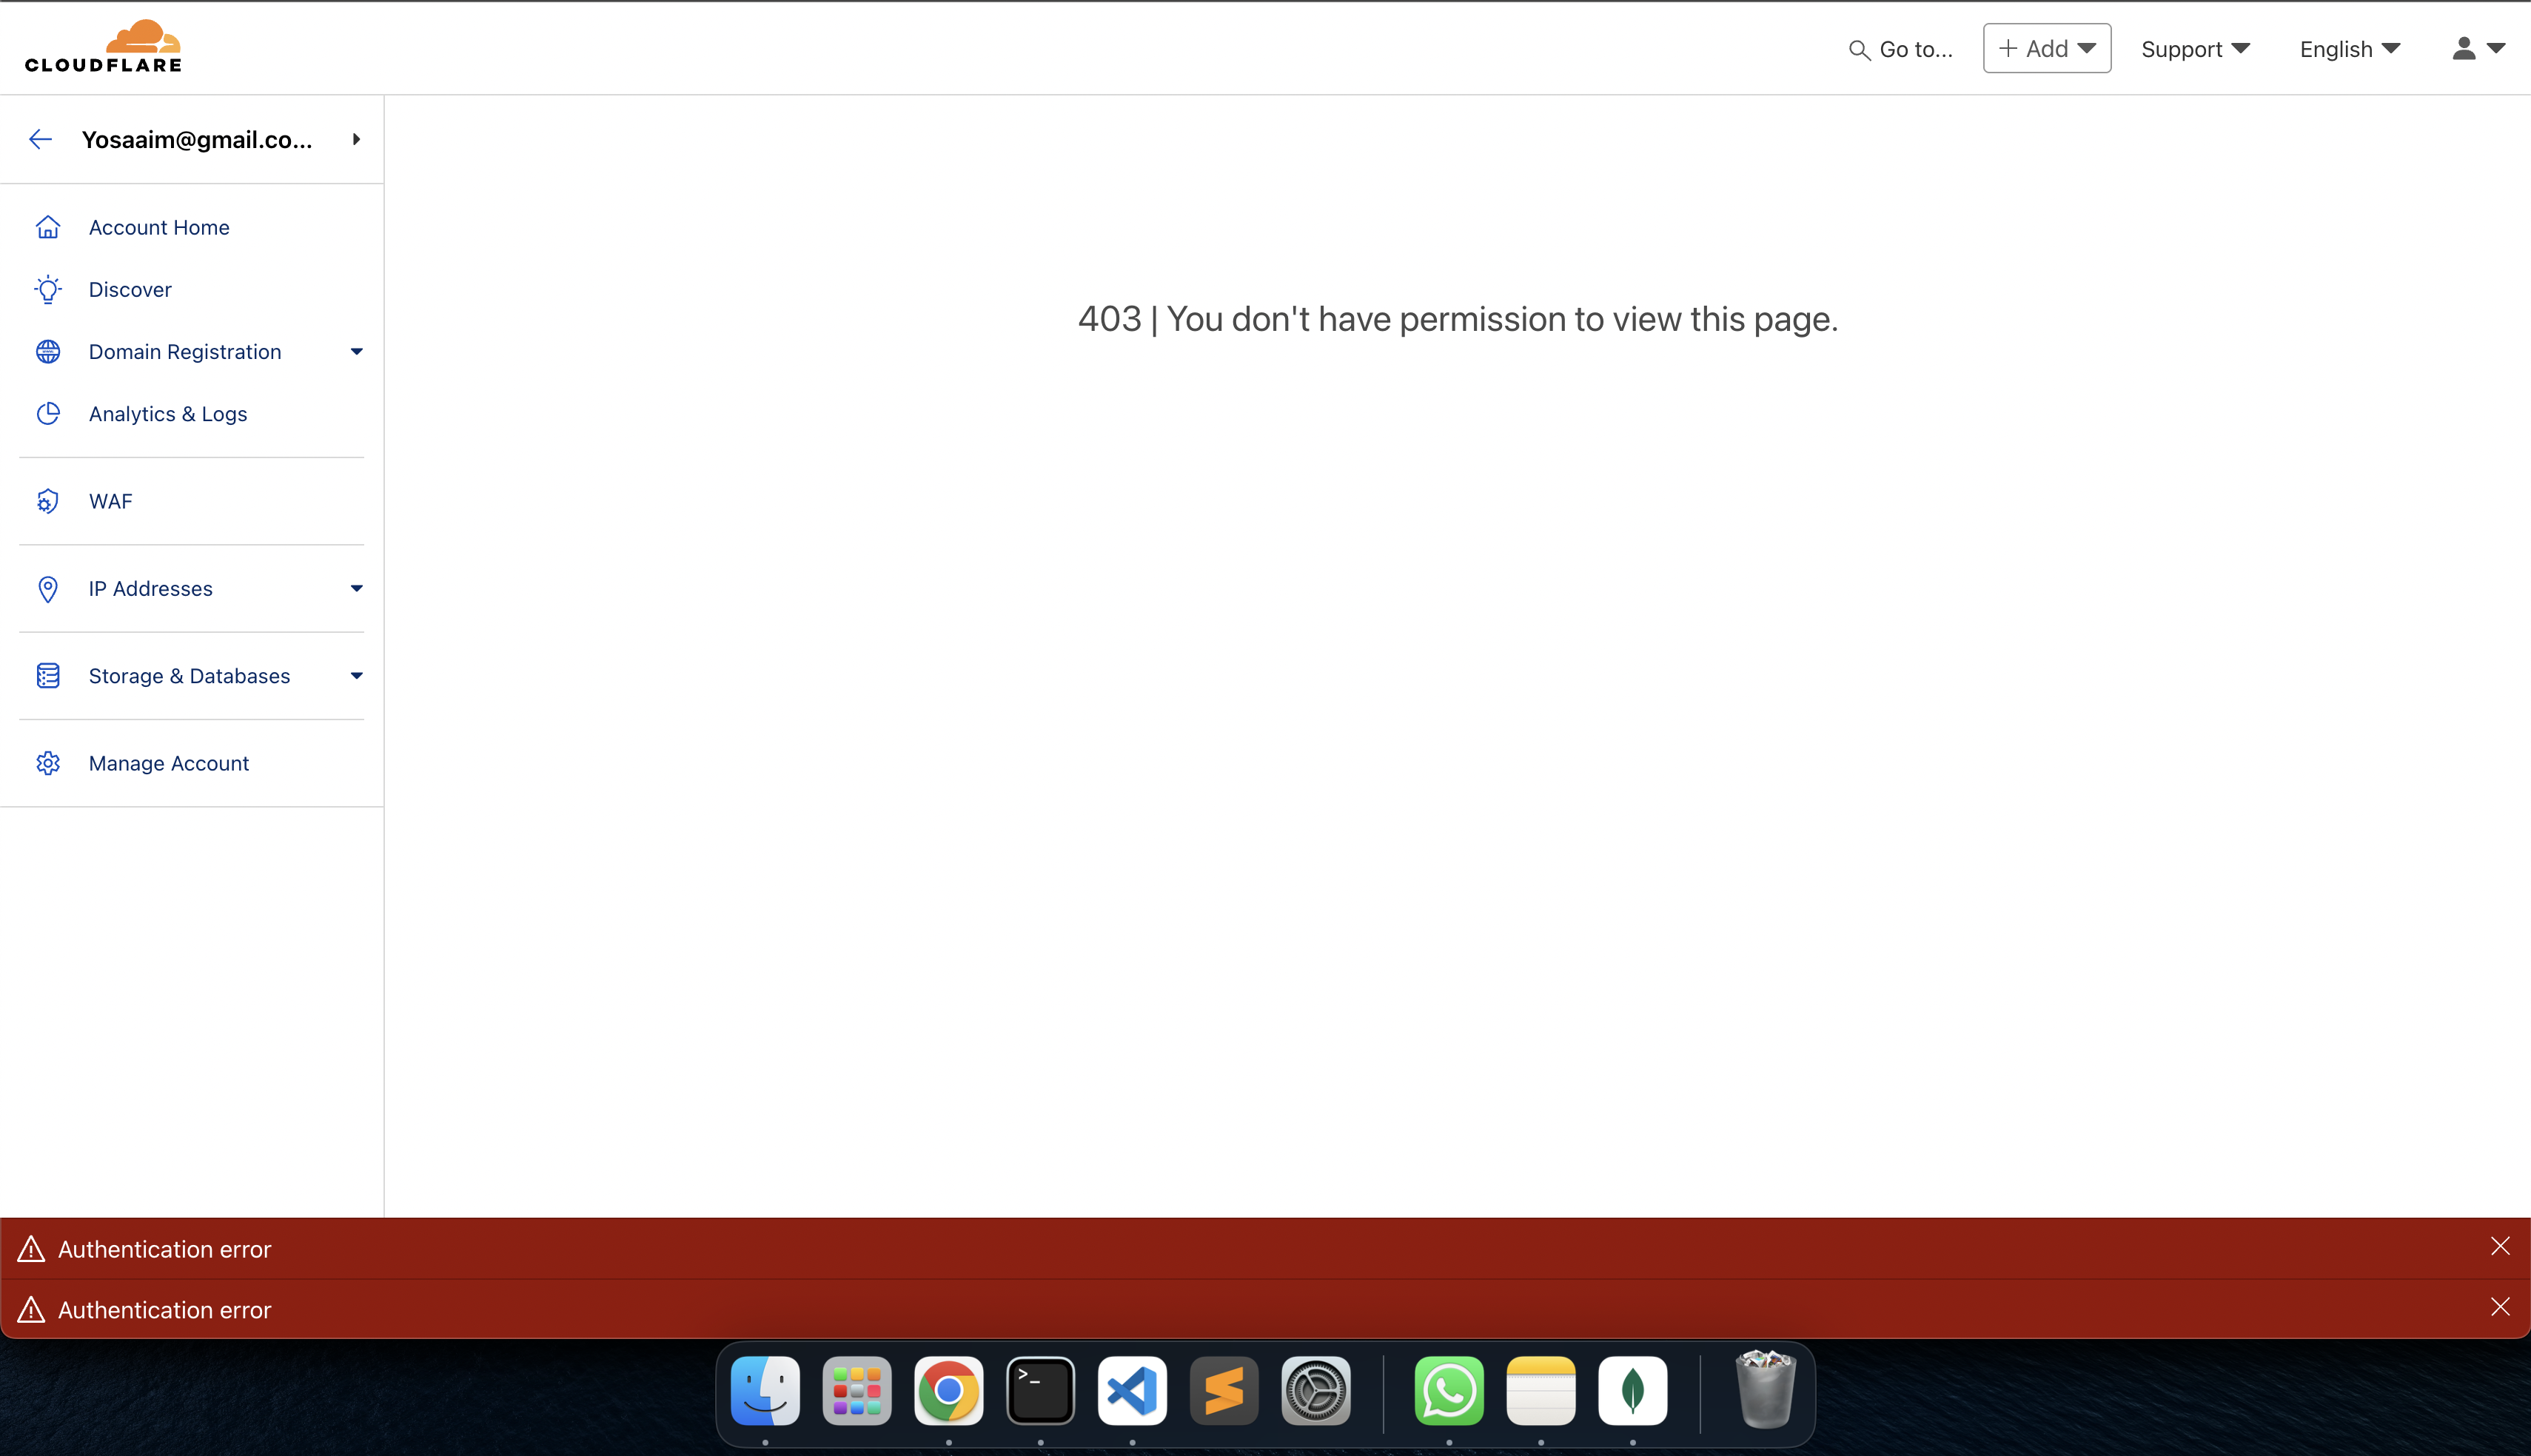 CLOUDFLARE
Go to...
+ Add
Support
English
Yosaaim@gmail.co...
Account Home
Discover
Domain Registration
Analytics & Logs
WAF
IP Addresses
Storage & Databases
Manage Account
403 | You don't have permission to view this page.
Authentication error
Authentication error